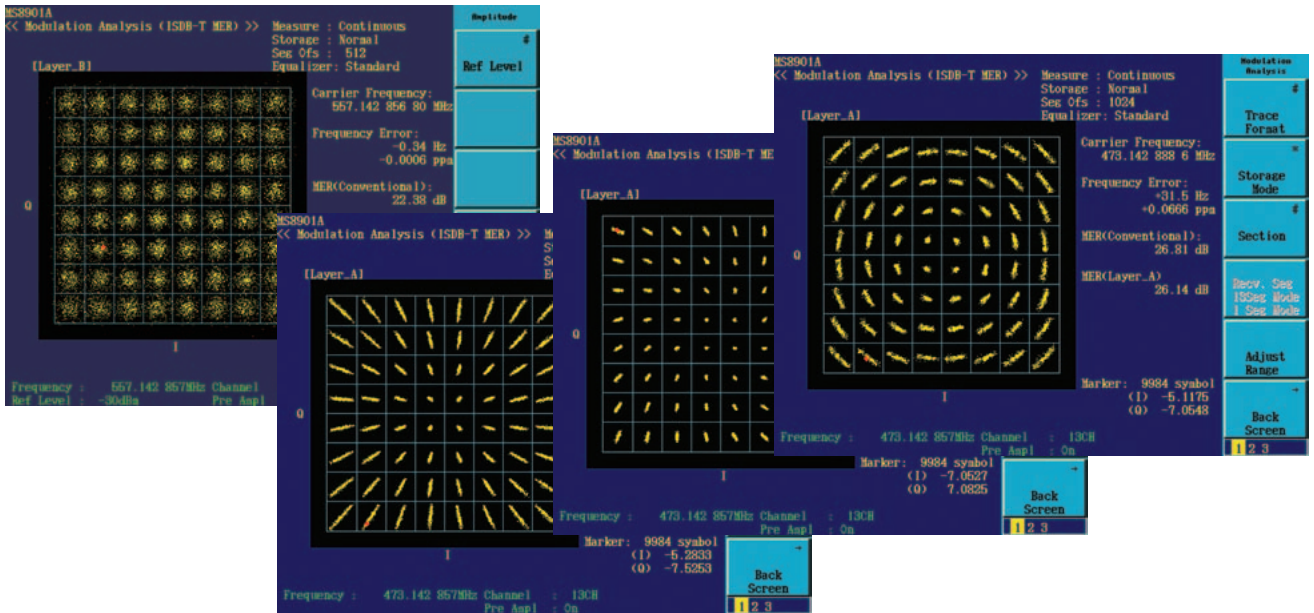 MS8901A
<< Modulation Analysis (ISDB-T MER) >>
Measure : Continuous
Storage : Normal
Seg Ofs : 512
Equalizer: Standard
[Layer_B]
Carrier Frequency:
557.142 856 80 MHz
Frequency Error:
-0.34 Hz
-0.0006 ppm
MER(Conventional):
22.38 dB
Q
I
Frequency : 557.142 857MHz Channel
Ref Level : -30dBm
Pre Ampl
Amplitude
#
Ref Level
MS8901A
<< Modulation Analysis (ISDB-T MER) >>
[Layer_A]
Q
I
Marker: 9984 symbol
(I) -5.2833
(Q) -7.5253
Frequency : 473.142 857MHz Channel : 13CH
Pre Ampl : On
→
Back
Screen
1 2 3
MS8901A
<< Modulation Analysis (ISDB-T ME
[Layer_A]
Q
I
Marker: 9984 symbol
(I) -7.0527
(Q) 7.0825
Frequency : 473.142 857MHz Channel : 13CH
Pre Ampl : On
→
Back
Screen
1 2 3
MS8901A
<< Modulation Analysis (ISDB-T MER) >>
Measure : Continuous
Storage : Normal
Seg Ofs : 1024
Equalizer: Standard
[Layer_A]
Carrier Frequency:
473.142 888 6 MHz
Frequency Error:
+31.5 Hz
+0.0666 ppm
MER(Conventional):
26.81 dB
MER(Layer_A)
26.14 dB
Q
I
Marker: 9984 symbol
(I) -5.1175
(Q) -7.0548
Frequency : 473.142 857MHz Channel : 13CH
Pre Ampl : On
Modulation
Analysis
#
Trace
Format
*
Storage
Mode
#
Section
Recv. Seg
13Seg Mode
1 Seg Mode
Adjust
Range
→
Back
Screen
1 2 3